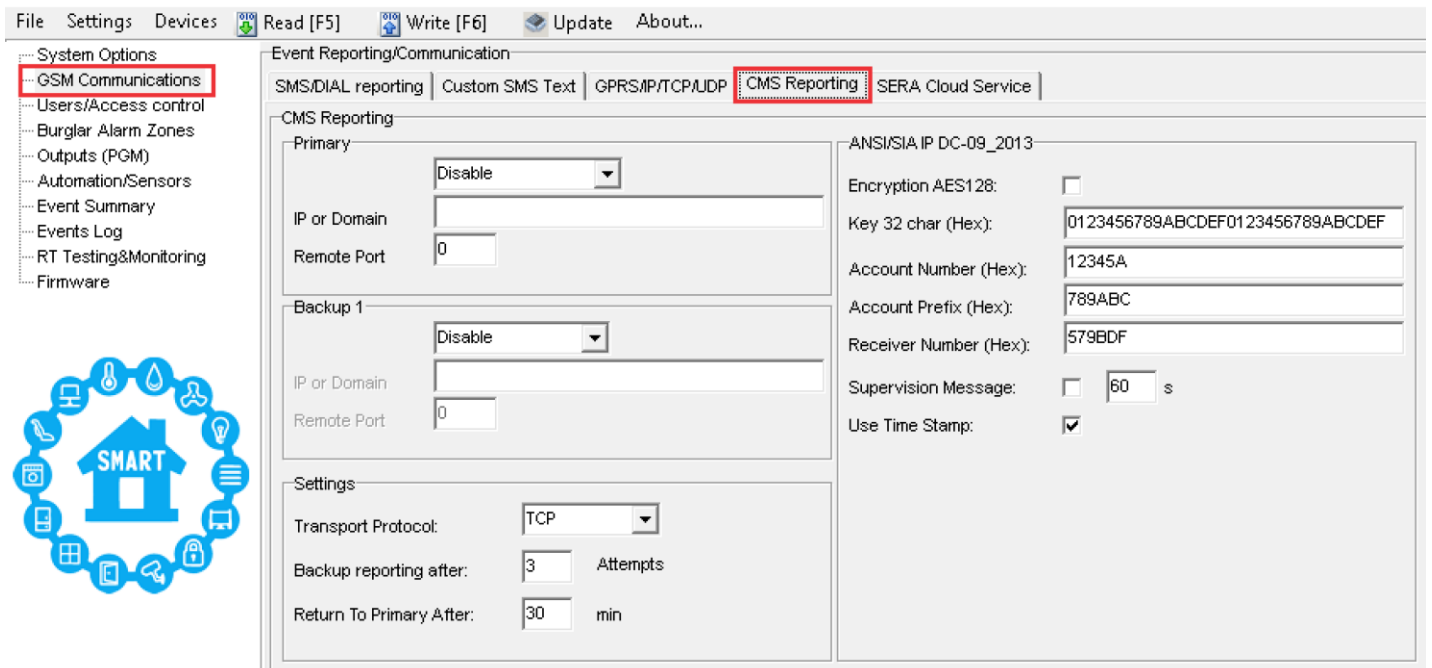 File Settings Devices Read [F5] Write [F6] Update About...
System Options
GSM Communications
Users/Access control
Burglar Alarm Zones
Outputs (PGM)
Automation/Sensors
Event Summary
Events Log
RT Testing&Monitoring
Firmware
SMART
Event Reporting/Communication
SMS/DIAL reporting Custom SMS Text GPRS/IP/TCP/UDP CMS Reporting SERA Cloud Service
CMS Reporting
Primary
Disable
IP or Domain
Remote Port 0
Backup 1
Disable
IP or Domain
Remote Port 0
Settings
Transport Protocol: TCP
Backup reporting after: 3 Attempts
Return To Primary After: 30 min
ANSI/SIA IP DC-09_2013
Encryption AES128:
Key 32 char (Hex): 0123456789ABCDEF0123456789ABCDEF
Account Number (Hex): 12345A
Account Prefix (Hex): 789ABC
Receiver Number (Hex): 579BDF
Supervision Message: 60 s
Use Time Stamp: